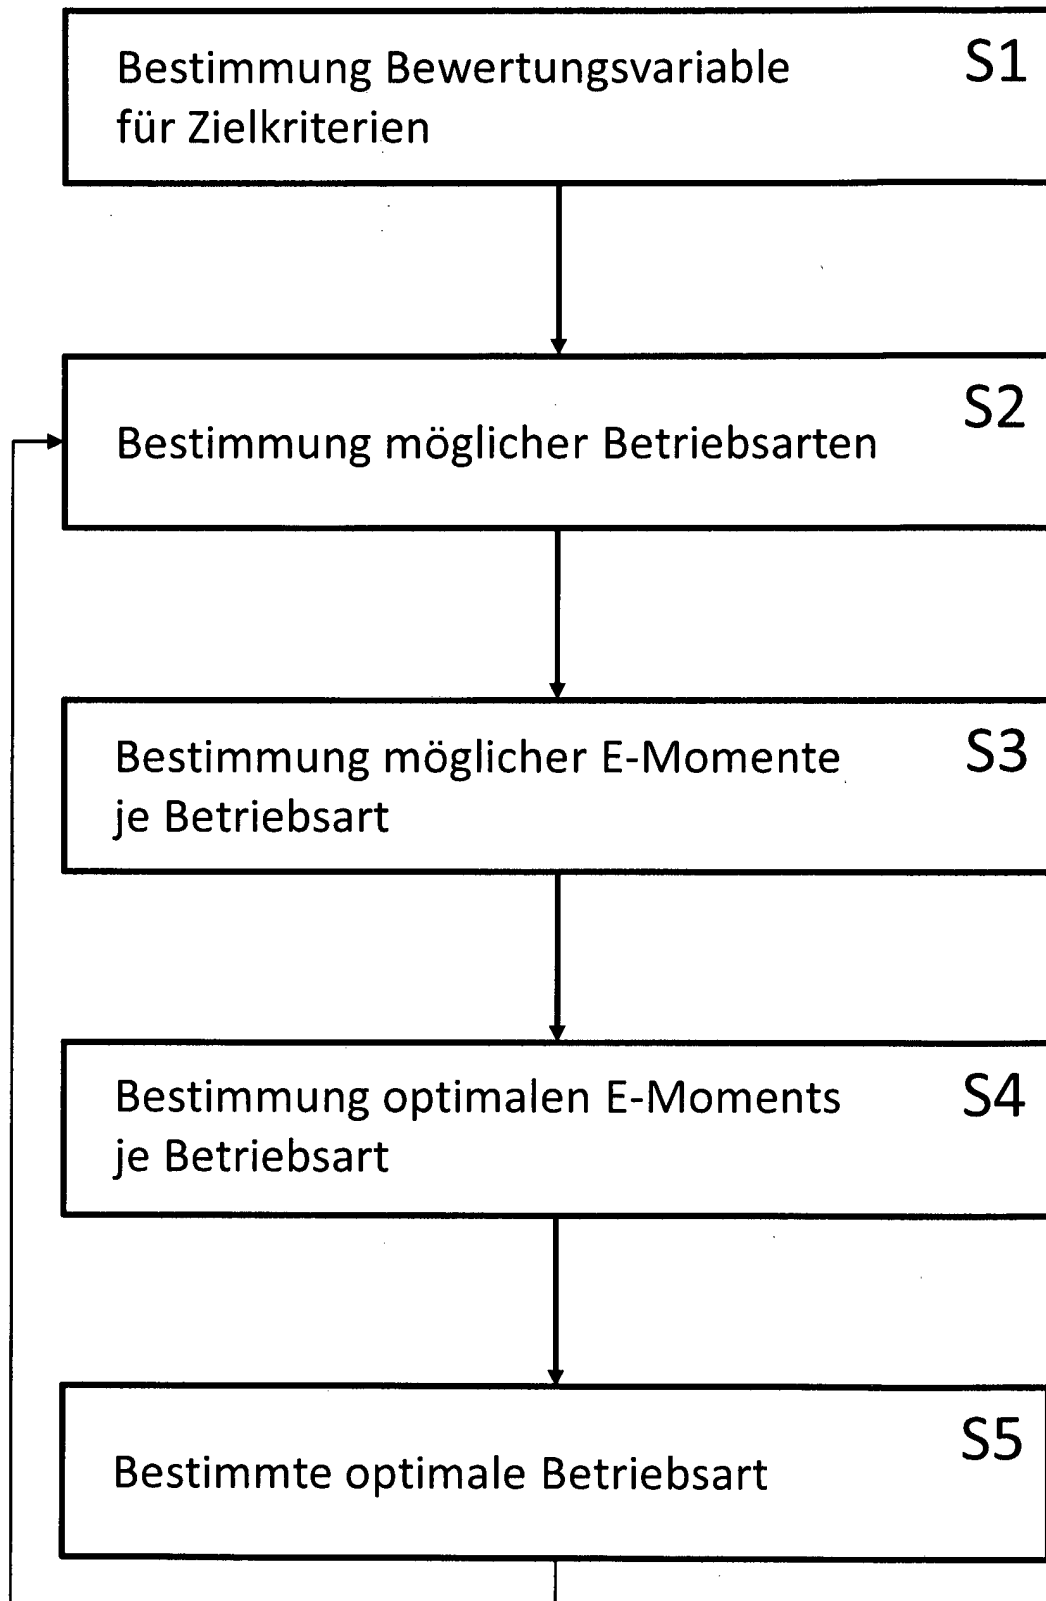 Bestimmung Bewertungsvariable
für Zielkriterien
S1
Bestimmung möglicher Betriebsarten
S2
Bestimmung möglicher E-Momente
je Betriebsart
S3
Bestimmung optimalen E-Moments
je Betriebsart
S4
Bestimmte optimale Betriebsart
S5